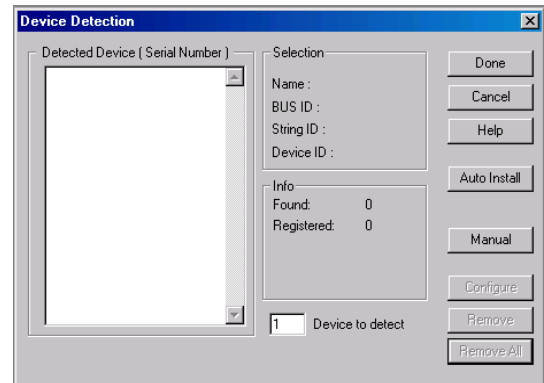 Device Detection
Detected Device ( Serial Number )
Selection
Name :
BUS ID :
String ID :
Device ID :
Info
Found: 0
Registered: 0
1 Device to detect
Done
Cancel
Help
Auto Install
Manual
Configure
Remove
Remove All